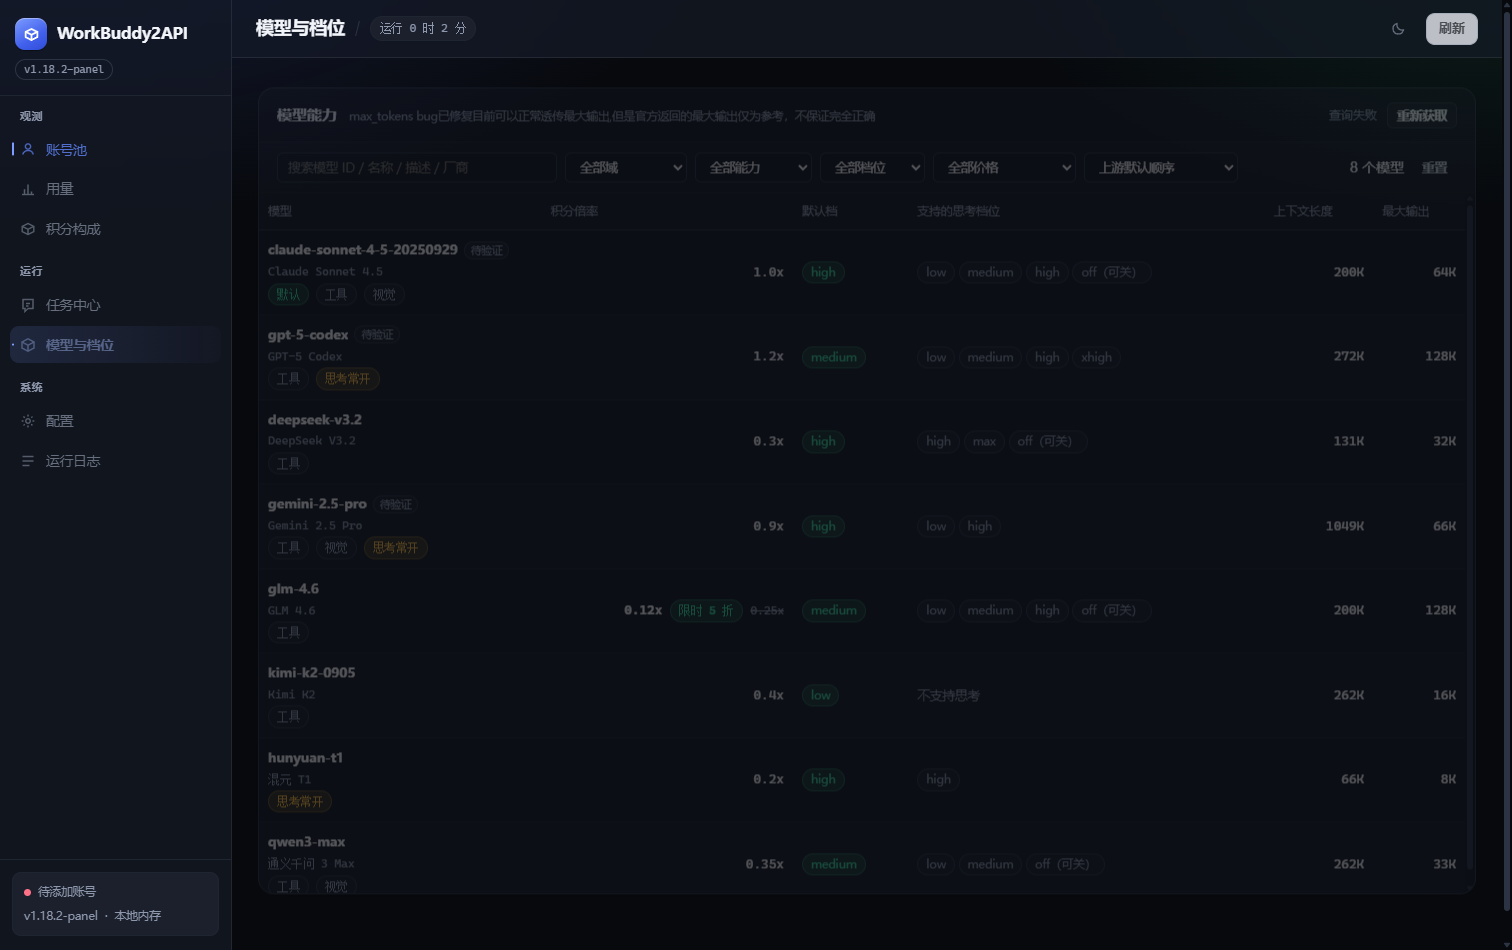 WorkBuddy2API
v1.18.2-panel
观测
账号池
用量
积分构成
运行
任务中心
模型与档位
系统
配置
运行日志
待添加账号
v1.18.2-panel · 本地内存
模型与档位 / 运行 0 时 2 分
刷新
模型能力 max_tokens bug已修复目前可以正常透传最大输出,但是官方返回的最大输出仅为参考，不保证完全正确
查询失败 重新获取
搜索模型 ID / 名称 / 描述 / 厂商 全部域 全部能力 全部档位 全部价格 上游默认顺序 8 个模型 重置
模型 积分倍率 默认档 支持的思考档位 上下文长度 最大输出
claude-sonnet-4-5-20250929 待验证
Claude Sonnet 4.5
默认 工具 视觉
1.0x high low medium high off (可关) 200K 64K
gpt-5-codex 待验证
GPT-5 Codex
工具 思考常开
1.2x medium low medium high xhigh 272K 128K
deepseek-v3.2
DeepSeek V3.2
工具
0.3x high high max off (可关) 131K 32K
gemini-2.5-pro 待验证
Gemini 2.5 Pro
工具 视觉 思考常开
0.9x high low high 1049K 66K
glm-4.6
GLM 4.6
工具
0.12x 限时 5 折 0.25x medium low medium high off (可关) 200K 128K
kimi-k2-0905
Kimi K2
工具
0.4x low 不支持思考 262K 16K
hunyuan-t1
混元 T1
思考常开
0.2x high high 66K 8K
qwen3-max
通义千问 3 Max
工具 视觉
0.35x medium low medium off (可关) 262K 33K